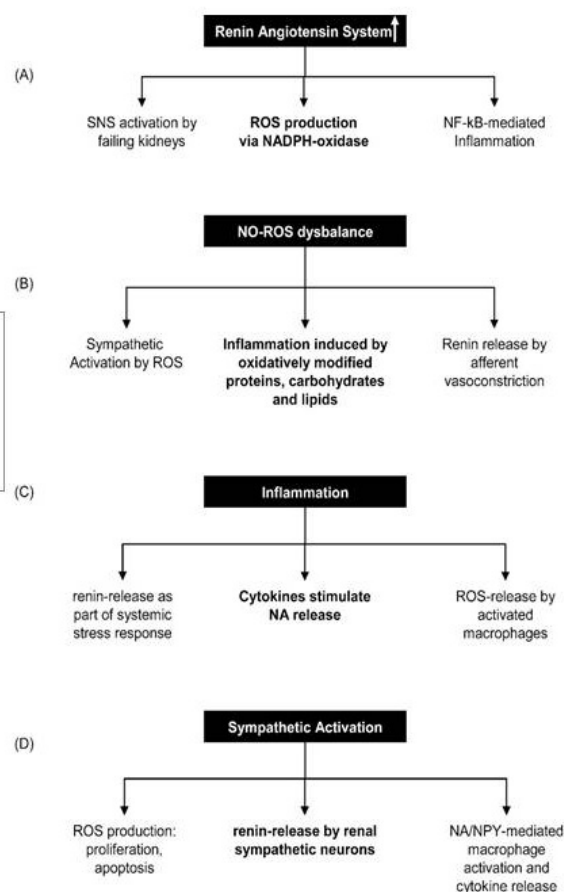 Renin Angiotensin System
(A)
SNS activation by
failing kidneys
ROS production
via NADPH-oxidase
NF-kB-mediated
Inflammation
NO-ROS dysbalance
(B)
Sympathetic
Activation by ROS
Inflammation induced by
oxidatively modified
proteins, carbohydrates
and lipids
Renin release by
afferent
vasoconstriction
(C)
Inflammation
renin-release as
part of systemic
stress response
Cytokines stimulate
NA release
ROS-release by
activated
macrophages
Sympathetic Activation
(D)
ROS production:
proliferation,
apoptosis
renin-release by renal
sympathetic neurons
NA/NPY-mediated
macrophage
activation and
cytokine release